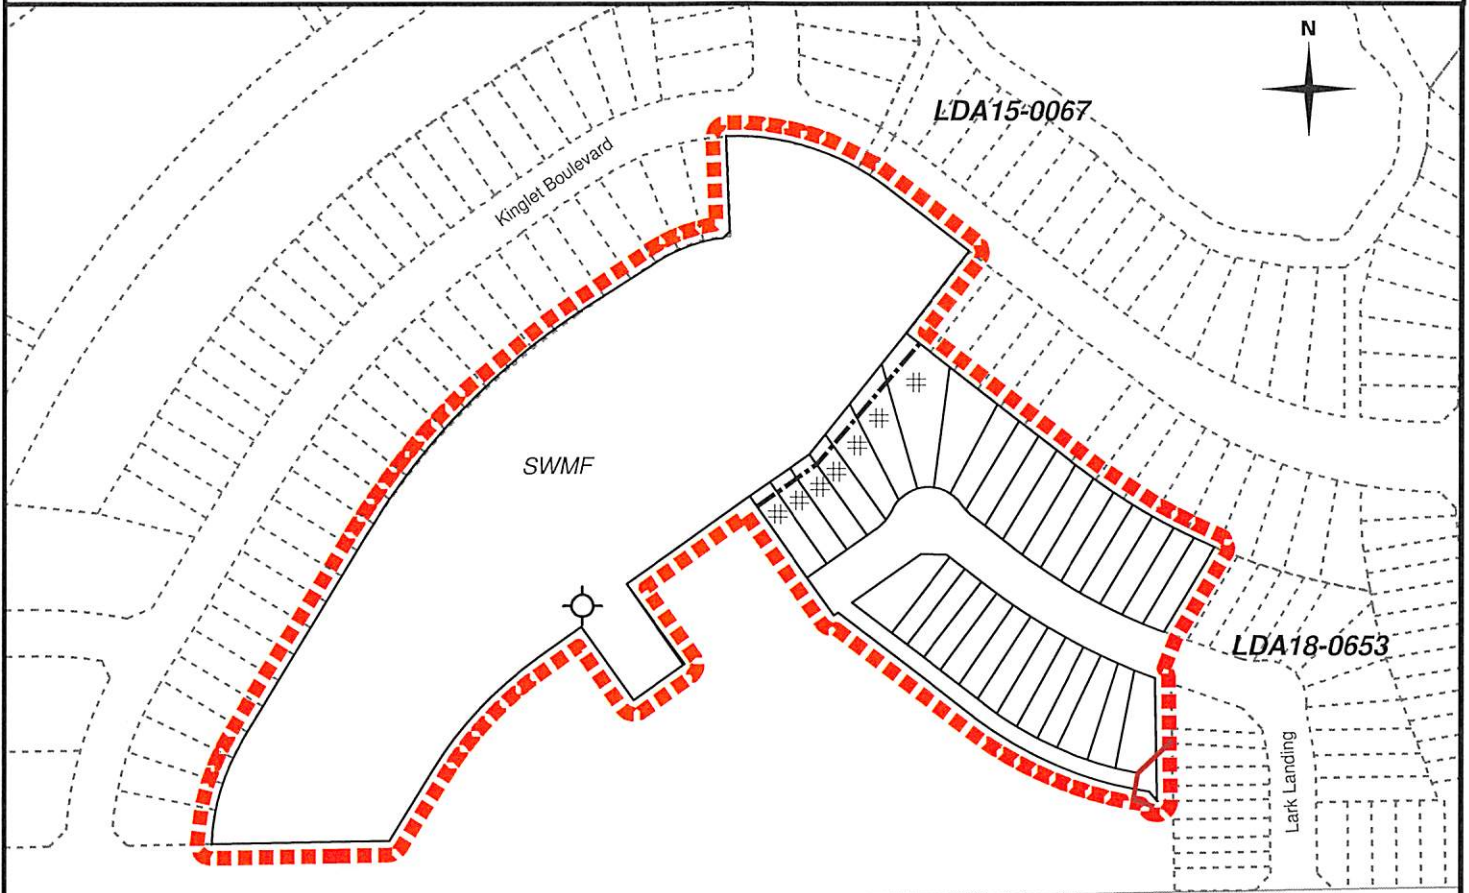 N
LDA15-0067
Kinglet Boulevard
SWMF
LDA18-0653
Lark Landing